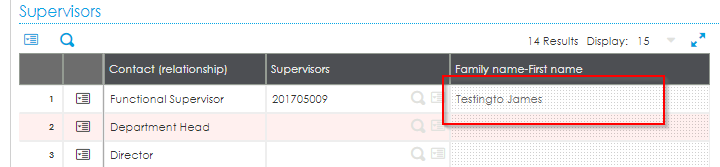 Supervisors
14 Results Display: 15
Contact (relationship) Supervisors Family name-First name
1 Functional Supervisor 201705009 Testingto James
2 Department Head
3 Director